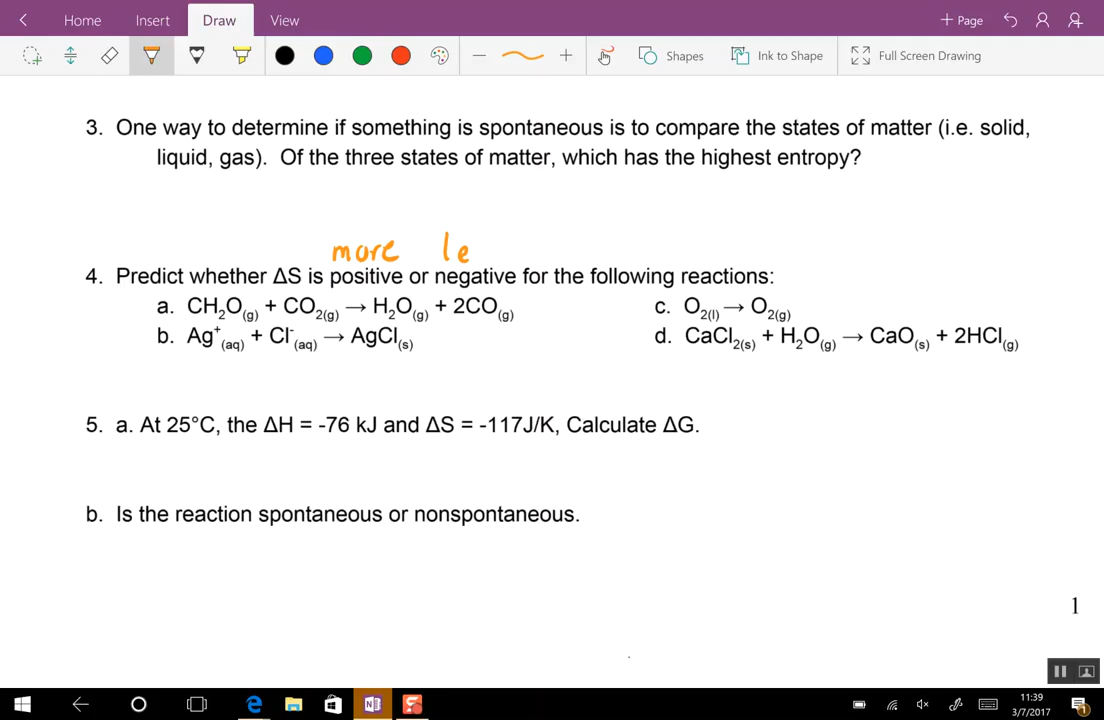 Home Insert Draw View + Page
Shapes Ink to Shape Full Screen Drawing
3. One way to determine if something is spontaneous is to compare the states of matter (i.e. solid,
liquid, gas). Of the three states of matter, which has the highest entropy?
more le
4. Predict whether ΔS is positive or negative for the following reactions:
a. CH₂O₍g₎ + CO₂₍g₎ → H₂O₍g₎ + 2CO₍g₎ c. O₂₍l₎ → O₂₍g₎
b. Ag⁺₍aq₎ + Cl⁻₍aq₎ → AgCl₍s₎ d. CaCl₂₍s₎ + H₂O₍g₎ → CaO₍s₎ + 2HCl₍g₎
5. a. At 25°C, the ΔH = -76 kJ and ΔS = -117J/K, Calculate ΔG.
b. Is the reaction spontaneous or nonspontaneous.
1
11:39
3/7/2017